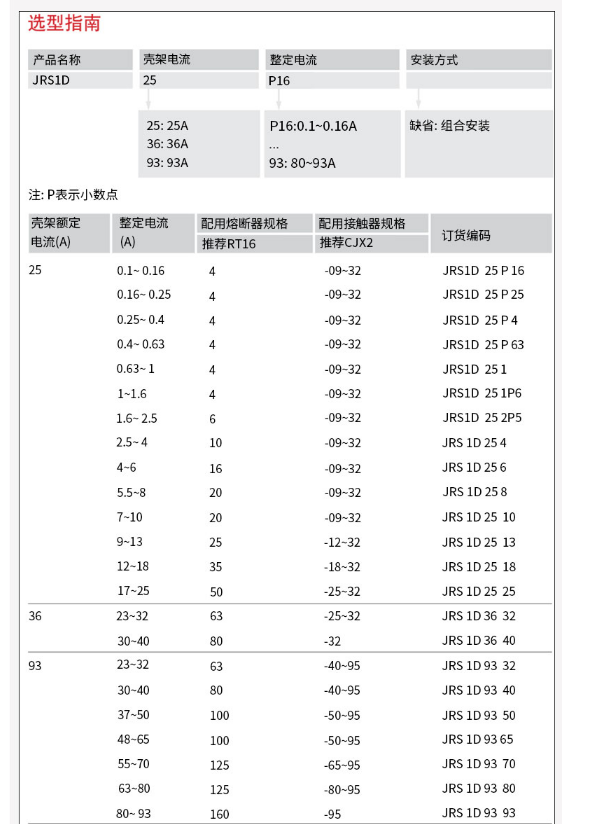 选型指南
产品名称 壳架电流 整定电流 安装方式
JRS1D 25 P16
25: 25A P16:0.1~0.16A 缺省: 组合安装
36: 36A ...
93: 93A 93: 80~93A
注: P表示小数点
壳架额定 整定电流 配用熔断器规格 配用接触器规格 订货编码
电流(A) (A) 推荐RT16 推荐CJX2
25 0.1~ 0.16 4 -09~32 JRS1D 25 P 16
0.16~ 0.25 4 -09~32 JRS1D 25 P 25
0.25~ 0.4 4 -09~32 JRS1D 25 P 4
0.4~ 0.63 4 -09~32 JRS1D 25 P 63
0.63~ 1 4 -09~32 JRS1D 25 1
1~1.6 4 -09~32 JRS1D 25 1P6
1.6~ 2.5 6 -09~32 JRS1D 25 2P5
2.5~ 4 10 -09~32 JRS 1D 25 4
4~6 16 -09~32 JRS 1D 25 6
5.5~8 20 -09~32 JRS 1D 25 8
7~10 20 -09~32 JRS 1D 25 10
9~13 25 -12~32 JRS 1D 25 13
12~18 35 -18~32 JRS 1D 25 18
17~25 50 -25~32 JRS 1D 25 25
36 23~32 63 -25~32 JRS 1D 36 32
30~40 80 -32 JRS 1D 36 40
93 23~32 63 -40~95 JRS 1D 93 32
30~40 80 -40~95 JRS 1D 93 40
37~50 100 -50~95 JRS 1D 93 50
48~65 100 -50~95 JRS 1D 93 65
55~70 125 -65~95 JRS 1D 93 70
63~80 125 -80~95 JRS 1D 93 80
80~ 93 160 -95 JRS 1D 93 93